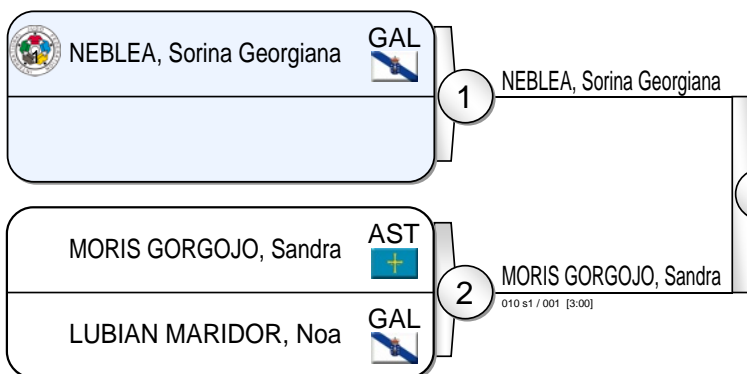 1 NEBLEA, Sorina Georgiana GAL
1 NEBLEA, Sorina Georgiana
MORIS GORGOJO, Sandra AST
2 MORIS GORGOJO, Sandra
010 s1 / 001 [3:00]
LUBIAN MARIDOR, Noa GAL